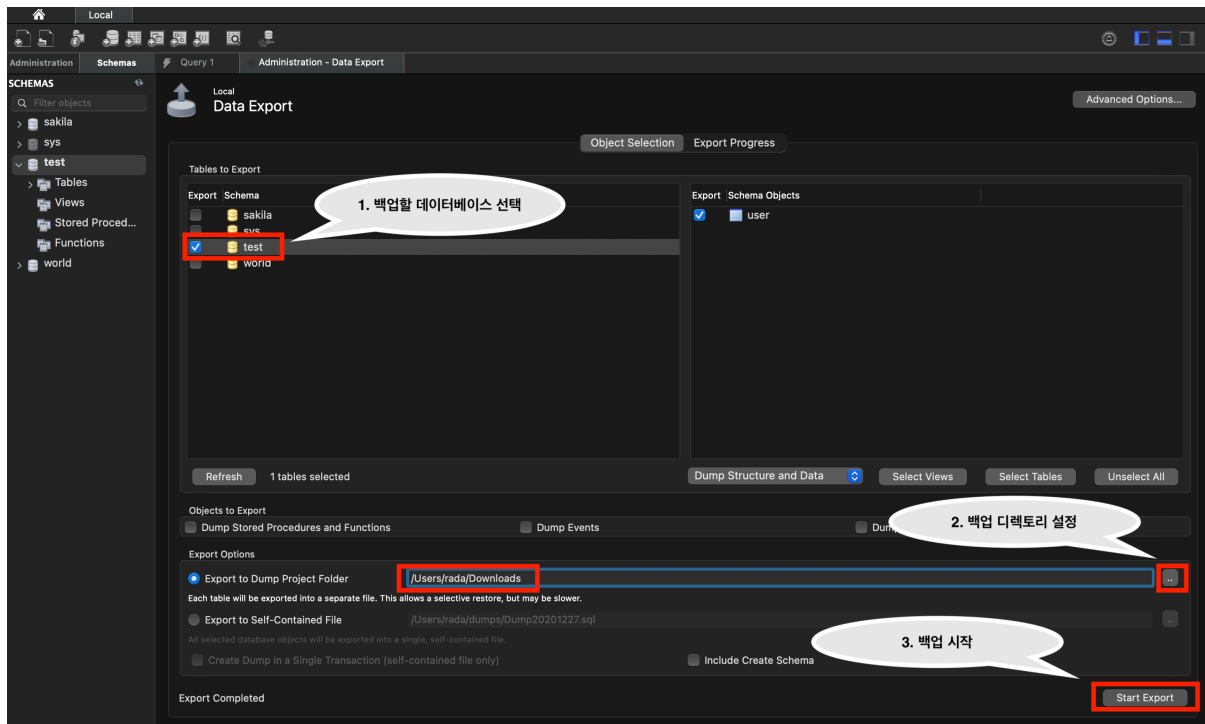 Local
Administration
Schemas
Query 1
Administration - Data Export
SCHEMAS
Filter objects
sakila
sys
test
Tables
Views
Stored Proced...
Functions
world
Local
Data Export
Advanced Options...
Object Selection
Export Progress
Tables to Export
Export Schema
sakila
sys
test
world
1. 백업할 데이터베이스 선택
Export Schema Objects
user
Refresh
1 tables selected
Dump Structure and Data
Select Views
Select Tables
Unselect All
Objects to Export
Dump Stored Procedures and Functions
Dump Events
2. 백업 디렉토리 설정
Export Options
Export to Dump Project Folder
/Users/rada/Downloads
..
Each table will be exported into a separate file. This allows a selective restore, but may be slower.
Export to Self-Contained File
/Users/rada/dumps/Dump20201227.sql
..
All selected database objects will be exported into a single, self-contained file.
3. 백업 시작
Create Dump in a Single Transaction (self-contained file only)
Include Create Schema
Export Completed
Start Export